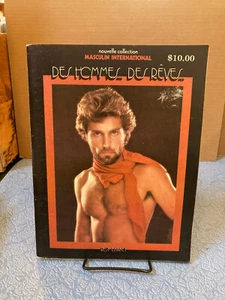 nouvelle collection
MASCULIN INTERNATIONAL
$10.00
DES HOMMES DES RÊVES